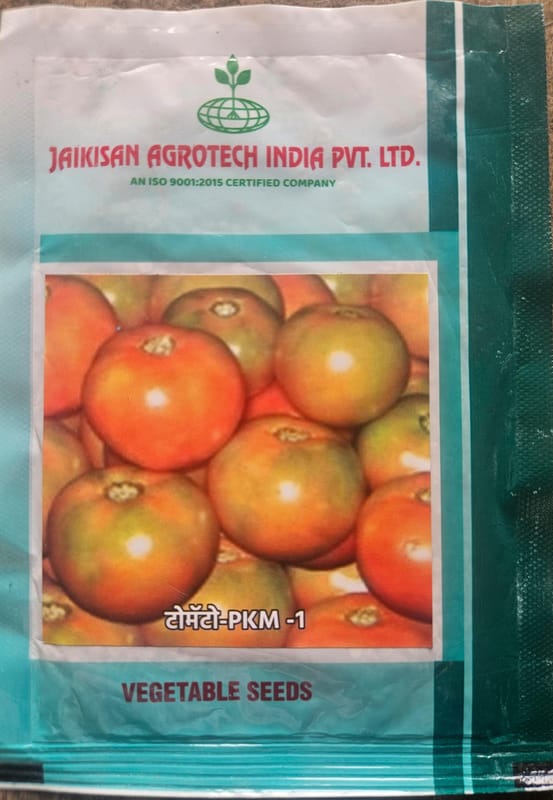 JAIKISAN AGROTECH INDIA PVT. LTD.
AN ISO 9001:2015 CERTIFIED COMPANY
टोमॅटो-PKM -1
VEGETABLE SEEDS